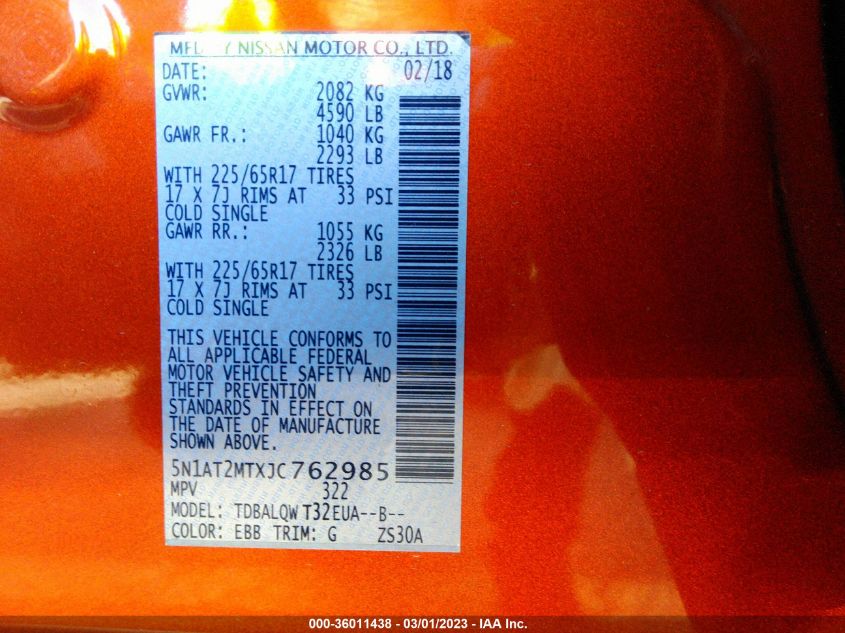 MFD BY NISSAN MOTOR CO., LTD.
DATE: 02/18
GVWR: 2082 KG
4590 LB
GAWR FR.: 1040 KG
2293 LB
WITH 225/65R17 TIRES
17 X 7J RIMS AT 33 PSI
COLD SINGLE
GAWR RR.: 1055 KG
2326 LB
WITH 225/65R17 TIRES
17 X 7J RIMS AT 33 PSI
COLD SINGLE
THIS VEHICLE CONFORMS TO
ALL APPLICABLE FEDERAL
MOTOR VEHICLE SAFETY AND
THEFT PREVENTION
STANDARDS IN EFFECT ON
THE DATE OF MANUFACTURE
SHOWN ABOVE.
5N1AT2MTXJC762985
MPV 322
MODEL: TDBALQWT32EUA--B--
COLOR: EBB TRIM: G ZS30A
000-36011438 - 03/01/2023 - IAA Inc.